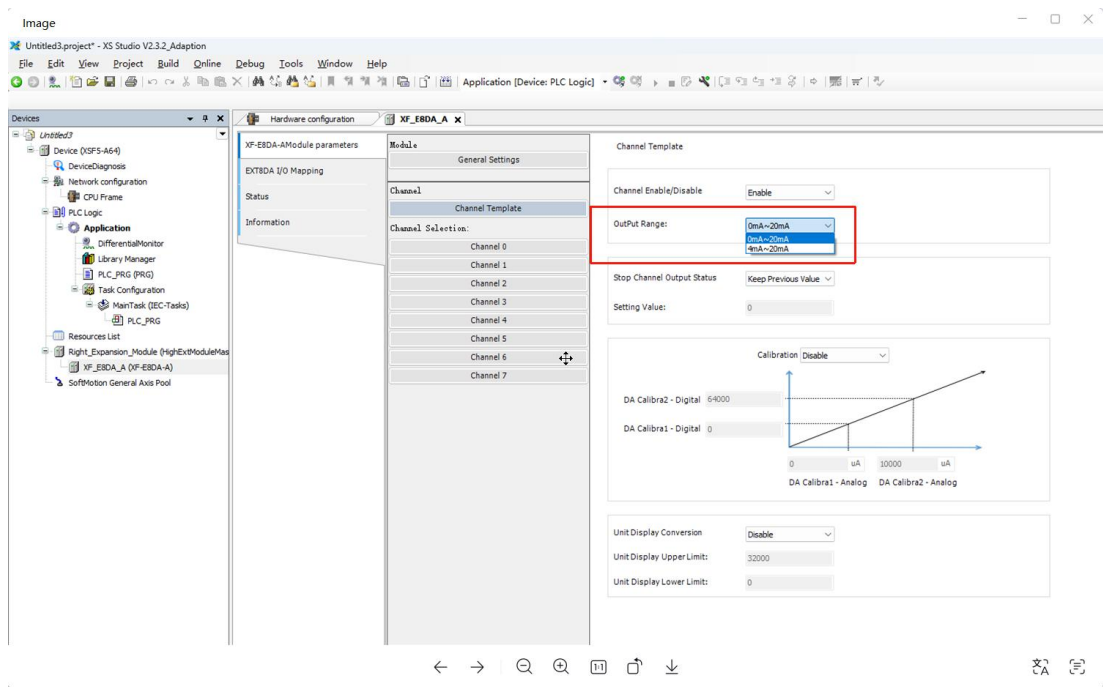 Image
Untitled3.project* - XS Studio V2.3.2_Adaption
File Edit View Project Build Online Debug Tools Window Help
Application [Device: PLC Logic]
Devices
Hardware configuration
XF_E8DA_A
Untitled3
Device (XSF5-A64)
DeviceDiagnosis
Network configuration
CPU Frame
PLC Logic
Application
DifferentialMonitor
Library Manager
PLC_PRG (PRG)
Task Configuration
MainTask (IEC-Tasks)
PLC_PRG
Resources List
Right_Expansion_Module (HighExtModuleMas
XF_E8DA_A (XF-E8DA-A)
SoftMotion General Axis Pool
XF-E8DA-AModule parameters
EXT8DA I/O Mapping
Status
Information
Module
General Settings
Channel
Channel Template
Channel Selection:
Channel 0
Channel 1
Channel 2
Channel 3
Channel 4
Channel 5
Channel 6
Channel 7
Channel Template
Channel Enable/Disable Enable
OutPut Range: 0mA~20mA
0mA~20mA
4mA~20mA
Stop Channel Output Status Keep Previous Value
Setting Value: 0
Calibration Disable
DA Calibra2 - Digital 64000
DA Calibra1 - Digital 0
0 uA 10000 uA
DA Calibra1 - Analog DA Calibra2 - Analog
Unit Display Conversion Disable
Unit Display Upper Limit: 32000
Unit Display Lower Limit: 0
1:1